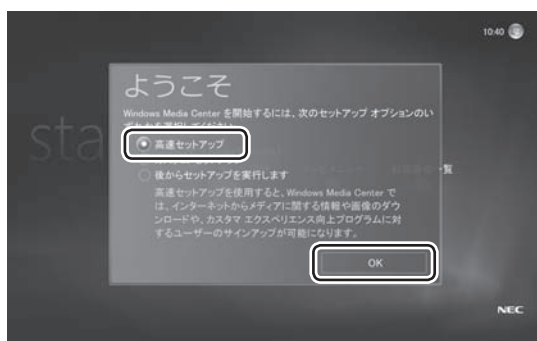 10:40
ようこそ
Windows Media Center を開始するには、次のセットアップ オプションのい
sta
高速セットアップ
覧
後からセットアップを実行します
高速セットアップを使用すると、Windows Media Center で
は、インターネットからメディアに関する情報や画像のダウ
ンロードや、カスタマ エクスペリエンス向上プログラムに対
するユーザーのサインアップが可能になります。
OK
NEC